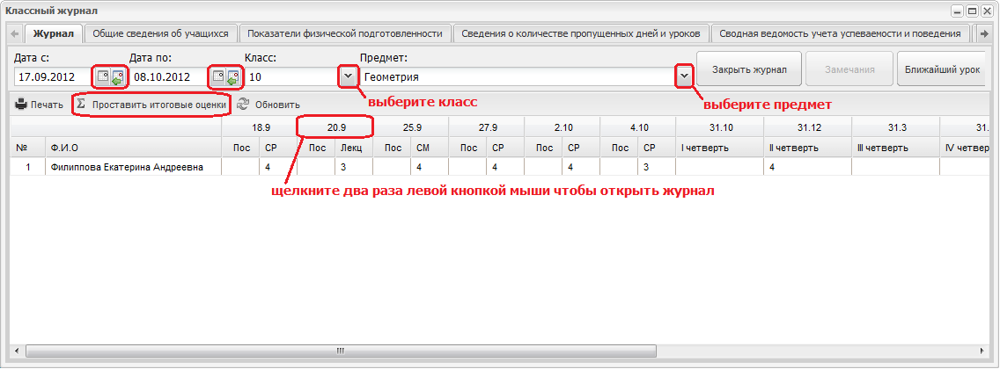 Классный журнал
Журнал Общие сведения об учащихся Показатели физической подготовленности Сведения о количестве пропущенных дней и уроков Сводная ведомость учета успеваемости и поведения
Дата с: Дата по: Класс: Предмет:
17.09.2012 08.10.2012 10 Геометрия Закрыть журнал Замечания Ближайший урок
выберите класс выберите предмет
Печать Σ Проставить итоговые оценки Обновить
18.9 20.9 25.9 27.9 2.10 4.10 31.10 31.12 31.3 31.
№ Ф.И.О Пос СР Пос Лекц Пос СМ Пос СР Пос СР Пос СР I четверть II четверть III четверть IV четверт
1 Филиппова Екатерина Андреевна 4 3 4 4 4 3 4
щелкните два раза левой кнопкой мыши чтобы открыть журнал